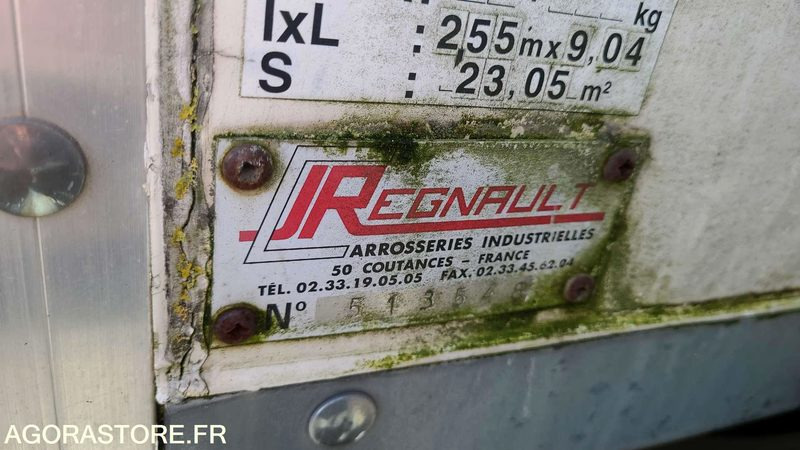 kg
IxL : 2,55 m x 9,04
S : 23,05 m²
JREGNAULT
CARROSSERIES INDUSTRIELLES
50 COUTANCES - FRANCE
TÉL. 02.33.19.05.05 FAX. 02.33.45.62.04
N°
AGORASTORE.FR